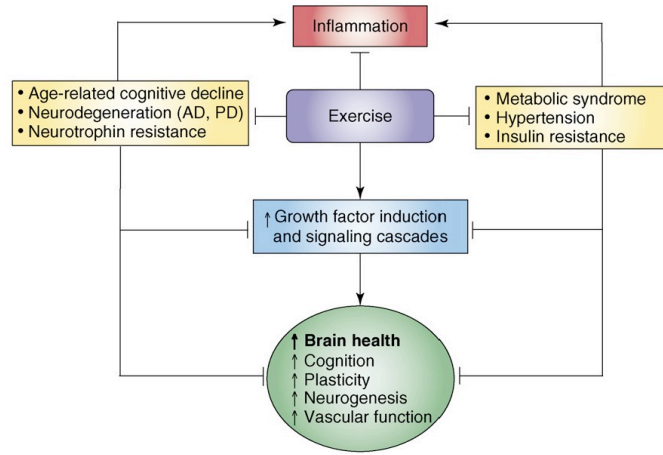 Inflammation
• Age-related cognitive decline
• Neurodegeneration (AD, PD)
• Neurotrophin resistance
Exercise
• Metabolic syndrome
• Hypertension
• Insulin resistance
↑ Growth factor induction
and signaling cascades
↑ Brain health
↑ Cognition
↑ Plasticity
↑ Neurogenesis
↑ Vascular function